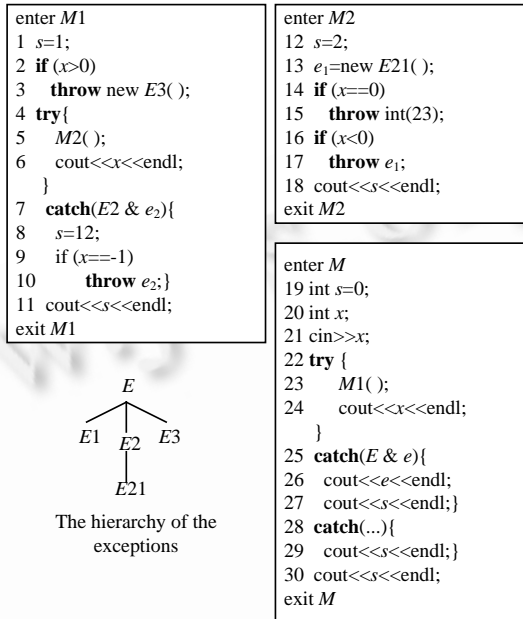 enter M1
1 s=1;
2 if (x>0)
3 throw new E3( );
4 try{
5 M2( );
6 cout<<x<<endl;
}
7 catch(E2 & e₂){
8 s=12;
9 if (x==-1)
10 throw e₂;}
11 cout<<s<<endl;
exit M1
enter M2
12 s=2;
13 e₁=new E21( );
14 if (x==0)
15 throw int(23);
16 if (x<0)
17 throw e₁;
18 cout<<s<<endl;
exit M2
enter M
19 int s=0;
20 int x;
21 cin>>x;
22 try {
23 M1( );
24 cout<<x<<endl;
}
25 catch(E & e){
26 cout<<e<<endl;
27 cout<<s<<endl;}
28 catch(...){
29 cout<<s<<endl;}
30 cout<<s<<endl;
exit M
E
E1 E2 E3
E21
The hierarchy of the
exceptions